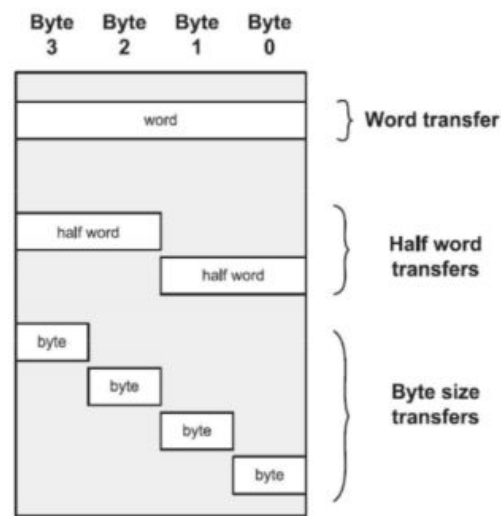 Byte Byte Byte Byte
3 2 1 0
word
Word transfer
half word
half word
Half word
transfers
byte
byte
byte
byte
Byte size
transfers